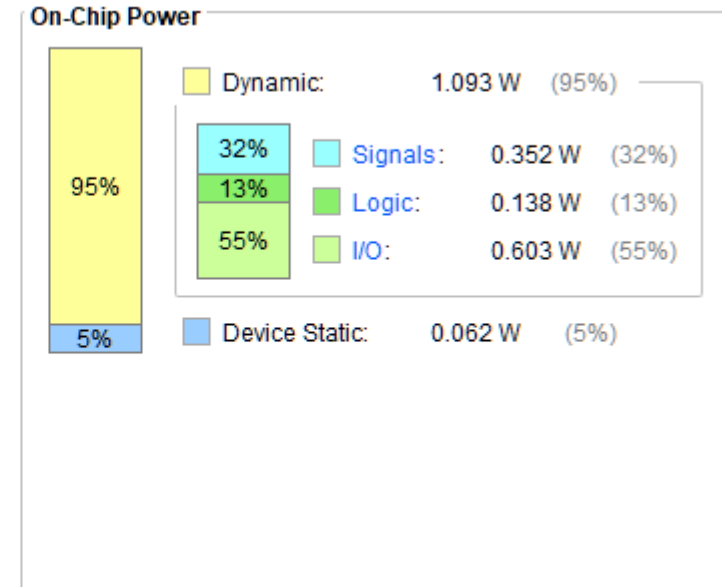 On-Chip Power
Dynamic: 1.093 W (95%)
95%
32% Signals: 0.352 W (32%)
13% Logic: 0.138 W (13%)
55% I/O: 0.603 W (55%)
5% Device Static: 0.062 W (5%)